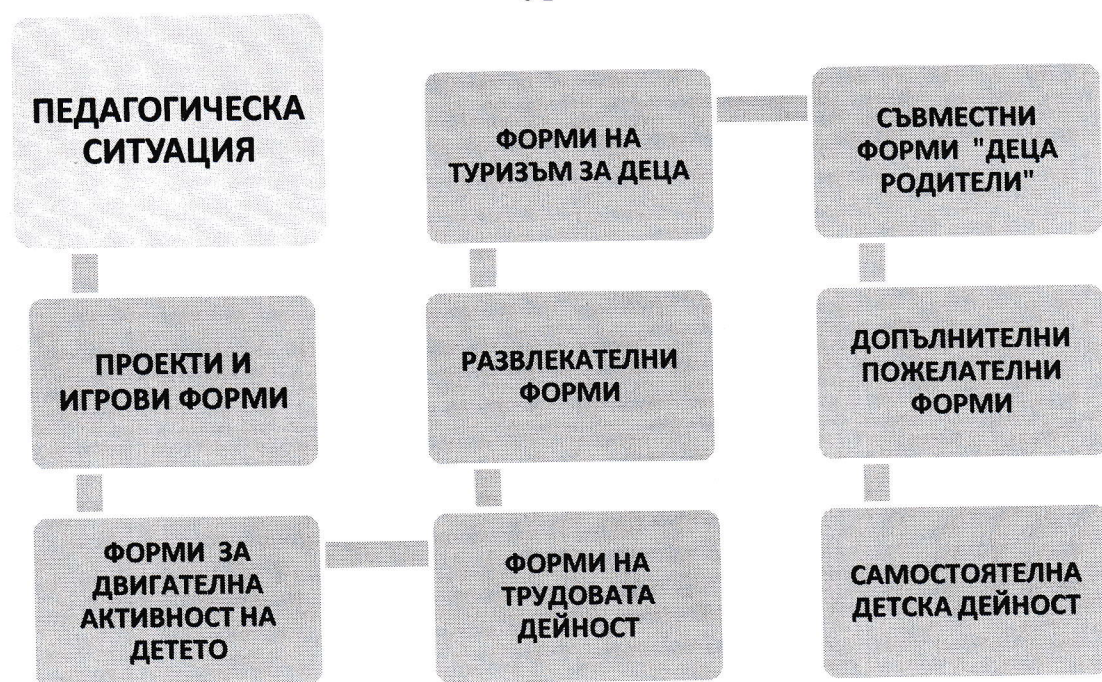 ПЕДАГОГИЧЕСКА
СИТУАЦИЯ
ПРОЕКТИ И
ИГРОВИ ФОРМИ
ФОРМИ ЗА
ДВИГАТЕЛНА
АКТИВНОСТ НА
ДЕТЕТО
ФОРМИ НА
ТРУДОВАТА
ДЕЙНОСТ
РАЗВЛЕКАТЕЛНИ
ФОРМИ
ФОРМИ НА
ТУРИЗЪМ ЗА ДЕЦА
СЪВМЕСТНИ
ФОРМИ "ДЕЦА
РОДИТЕЛИ"
ДОПЪЛНИТЕЛНИ
ПОЖЕЛАТЕЛНИ
ФОРМИ
САМОСТОЯТЕЛНА
ДЕТСКА ДЕЙНОСТ